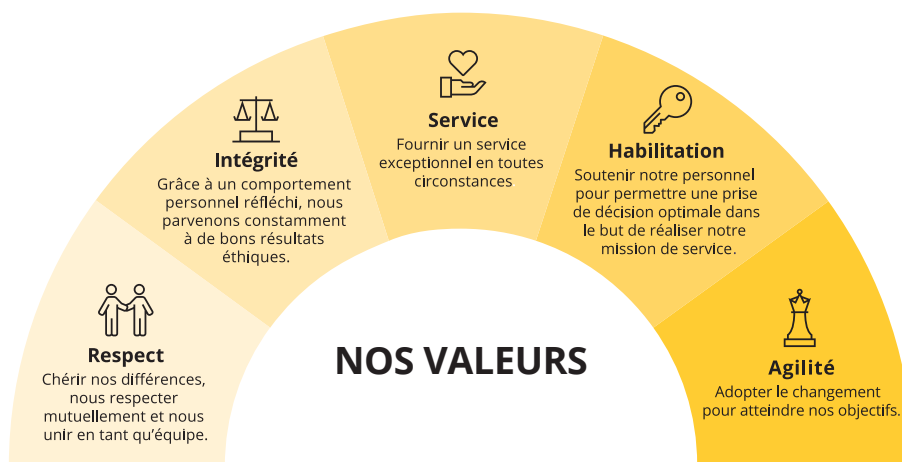 Service
Fournir un service
exceptionnel en toutes
circonstances
Intégrité
Grâce à un comportement
personnel réfléchi, nous
parvenons constamment
à de bons résultats
éthiques.
Habilitation
Soutenir notre personnel
pour permettre une prise
de décision optimale dans
le but de réaliser notre
mission de service.
Respect
Chérir nos différences,
nous respecter
mutuellement et nous
unir en tant qu'équipe.
NOS VALEURS
Agilité
Adopter le changement
pour atteindre nos objectifs.